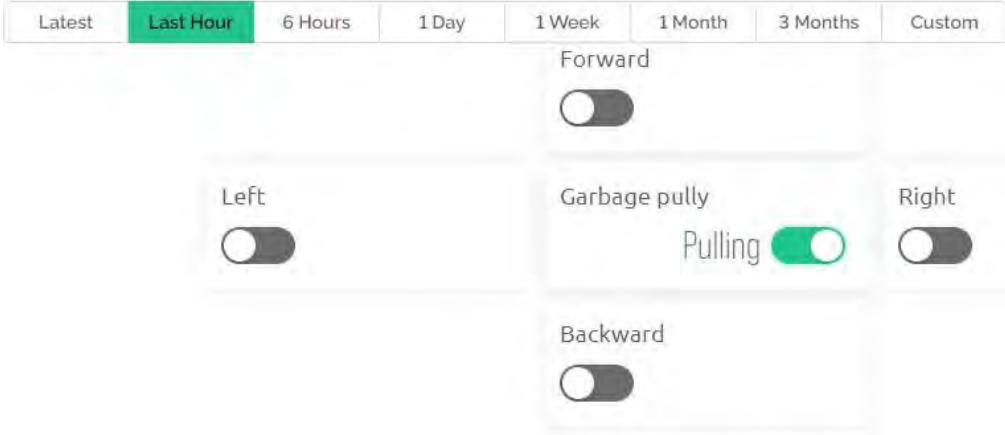 Latest Last Hour 6 Hours 1 Day 1 Week 1 Month 3 Months Custom
Forward
Left Garbage pully Right
Pulling
Backward